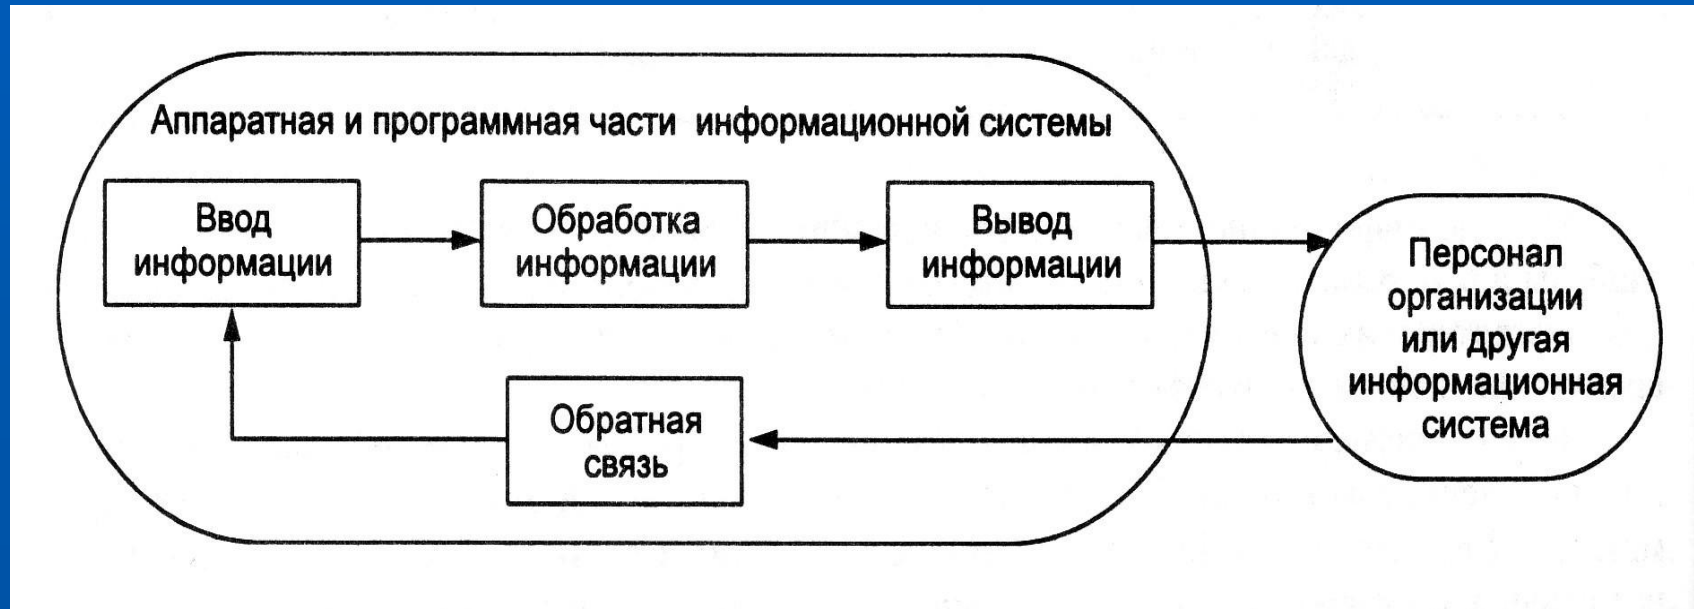 Аппаратная и программная части информационной системы
Ввод
информации
Обработка
информации
Вывод
информации
Персонал
организации
или другая
информационная
система
Обратная
связь